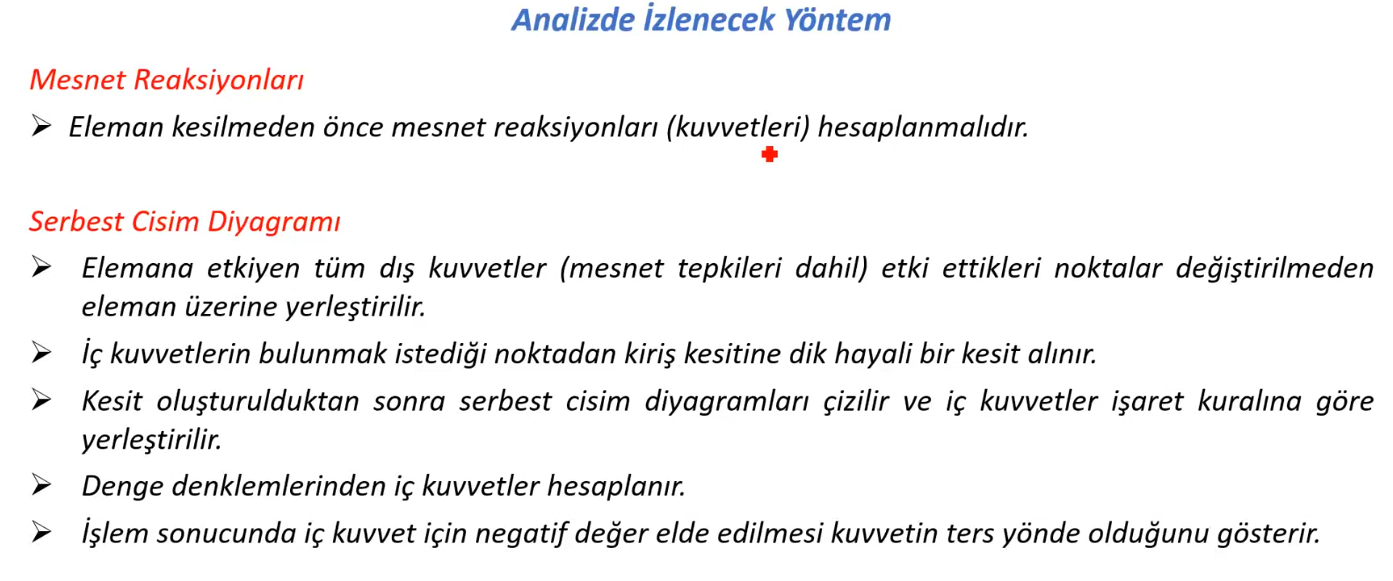 Analizde İzlenecek Yöntem
Mesnet Reaksiyonları
➢ Eleman kesilmeden önce mesnet reaksiyonları (kuvvetleri) hesaplanmalıdır.
Serbest Cisim Diyagramı
➢ Elemana etkiyen tüm dış kuvvetler (mesnet tepkileri dahil) etki ettikleri noktalar değiştirilmeden
eleman üzerine yerleştirilir.
➢ İç kuvvetlerin bulunmak istediği noktadan kiriş kesitine dik hayali bir kesit alınır.
➢ Kesit oluşturulduktan sonra serbest cisim diyagramları çizilir ve iç kuvvetler işaret kuralına göre
yerleştirilir.
➢ Denge denklemlerinden iç kuvvetler hesaplanır.
➢ İşlem sonucunda iç kuvvet için negatif değer elde edilmesi kuvvetin ters yönde olduğunu gösterir.